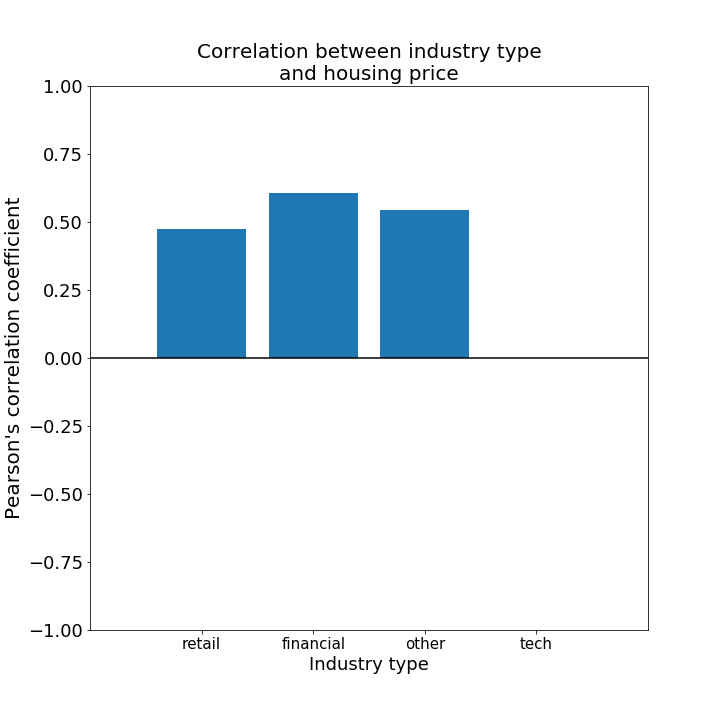 Correlation between industry type
and housing price
1.00
0.75
0.50
0.25
0.00
−0.25
−0.50
−0.75
−1.00
Pearson's correlation coefficient
retail
financial
other
tech
Industry type